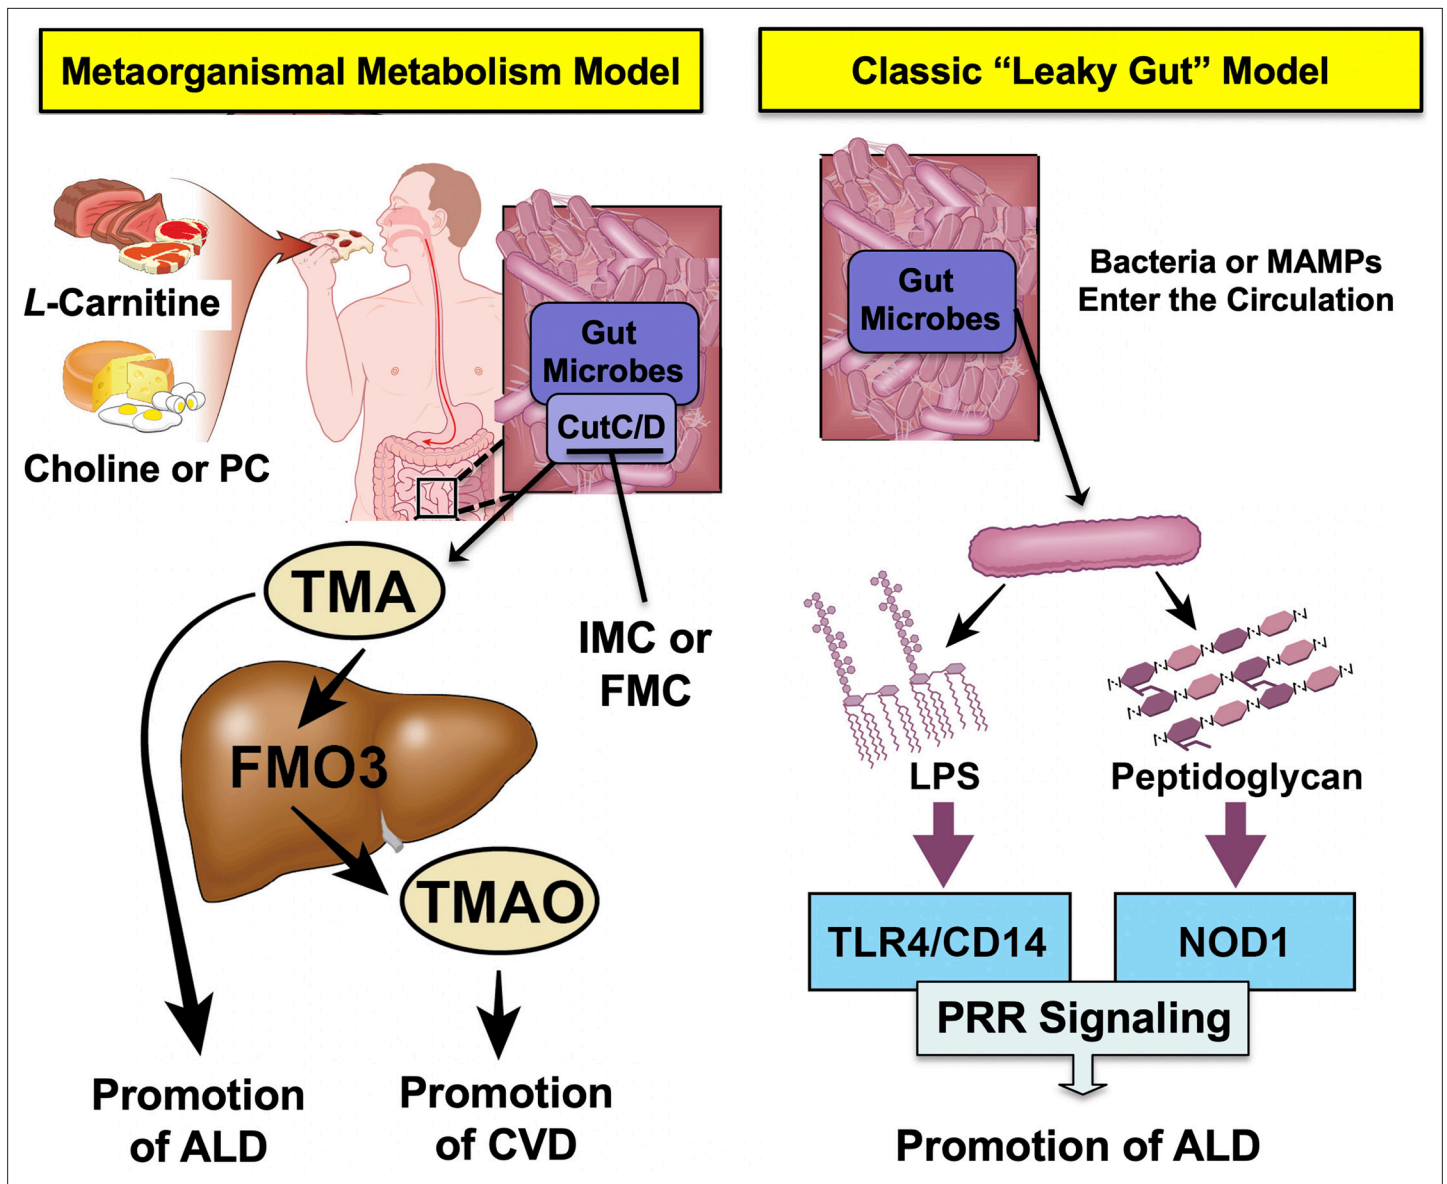 Metaorganismal Metabolism Model
L-Carnitine
Choline or PC
Gut
Microbes
CutC/D
TMA
IMC or
FMC
FMO3
TMAO
Promotion
of ALD
Promotion
of CVD
Classic “Leaky Gut” Model
Gut
Microbes
Bacteria or MAMPs
Enter the Circulation
LPS
Peptidoglycan
TLR4/CD14
NOD1
PRR Signaling
Promotion of ALD